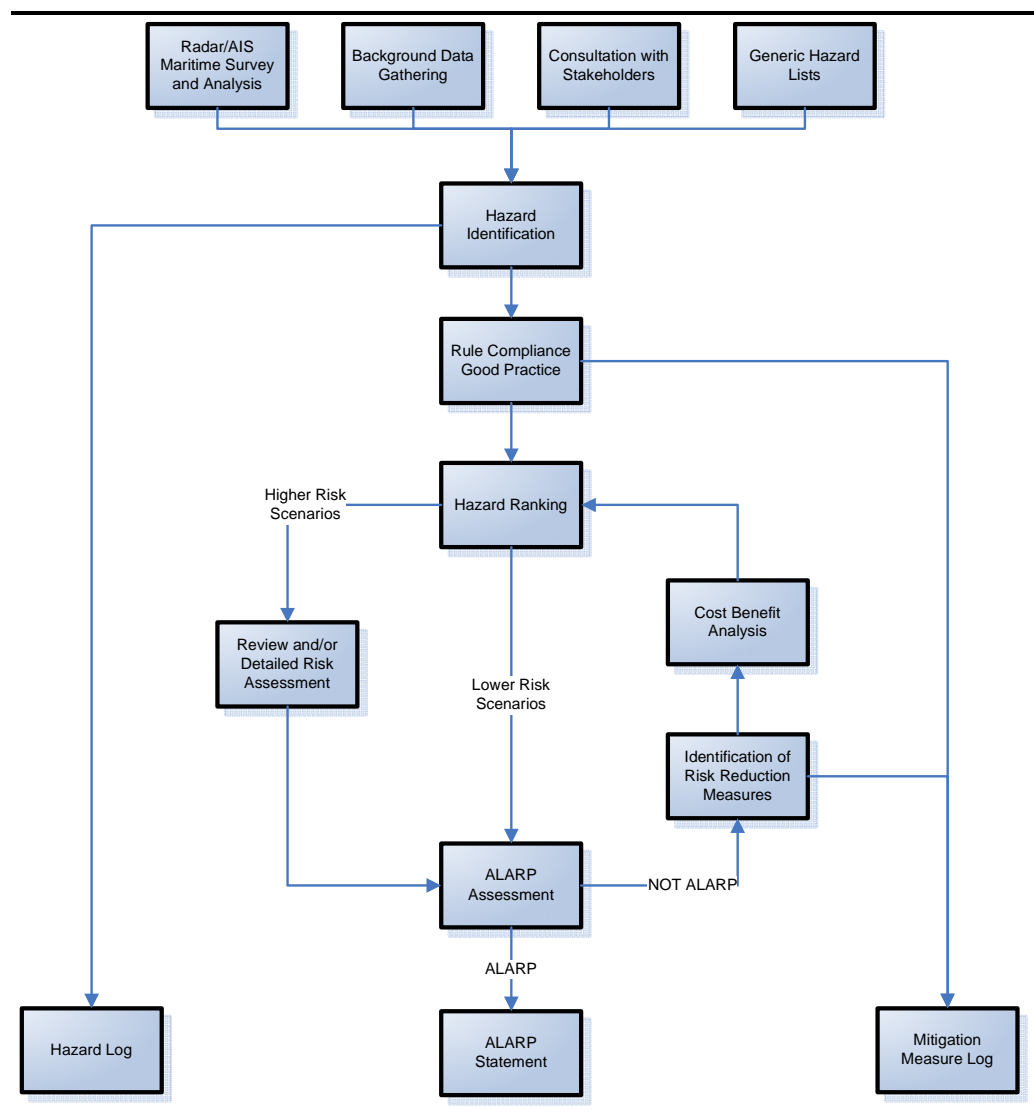 Radar/AIS
Maritime Survey
and Analysis
Background Data
Gathering
Consultation with
Stakeholders
Generic Hazard
Lists
Hazard
Identification
Rule Compliance
Good Practice
Higher Risk
Scenarios
Hazard Ranking
Cost Benefit
Analysis
Review and/or
Detailed Risk
Assessment
Lower Risk
Scenarios
Identification of
Risk Reduction
Measures
ALARP
Assessment
NOT ALARP
ALARP
Hazard Log
ALARP
Statement
Mitigation
Measure Log